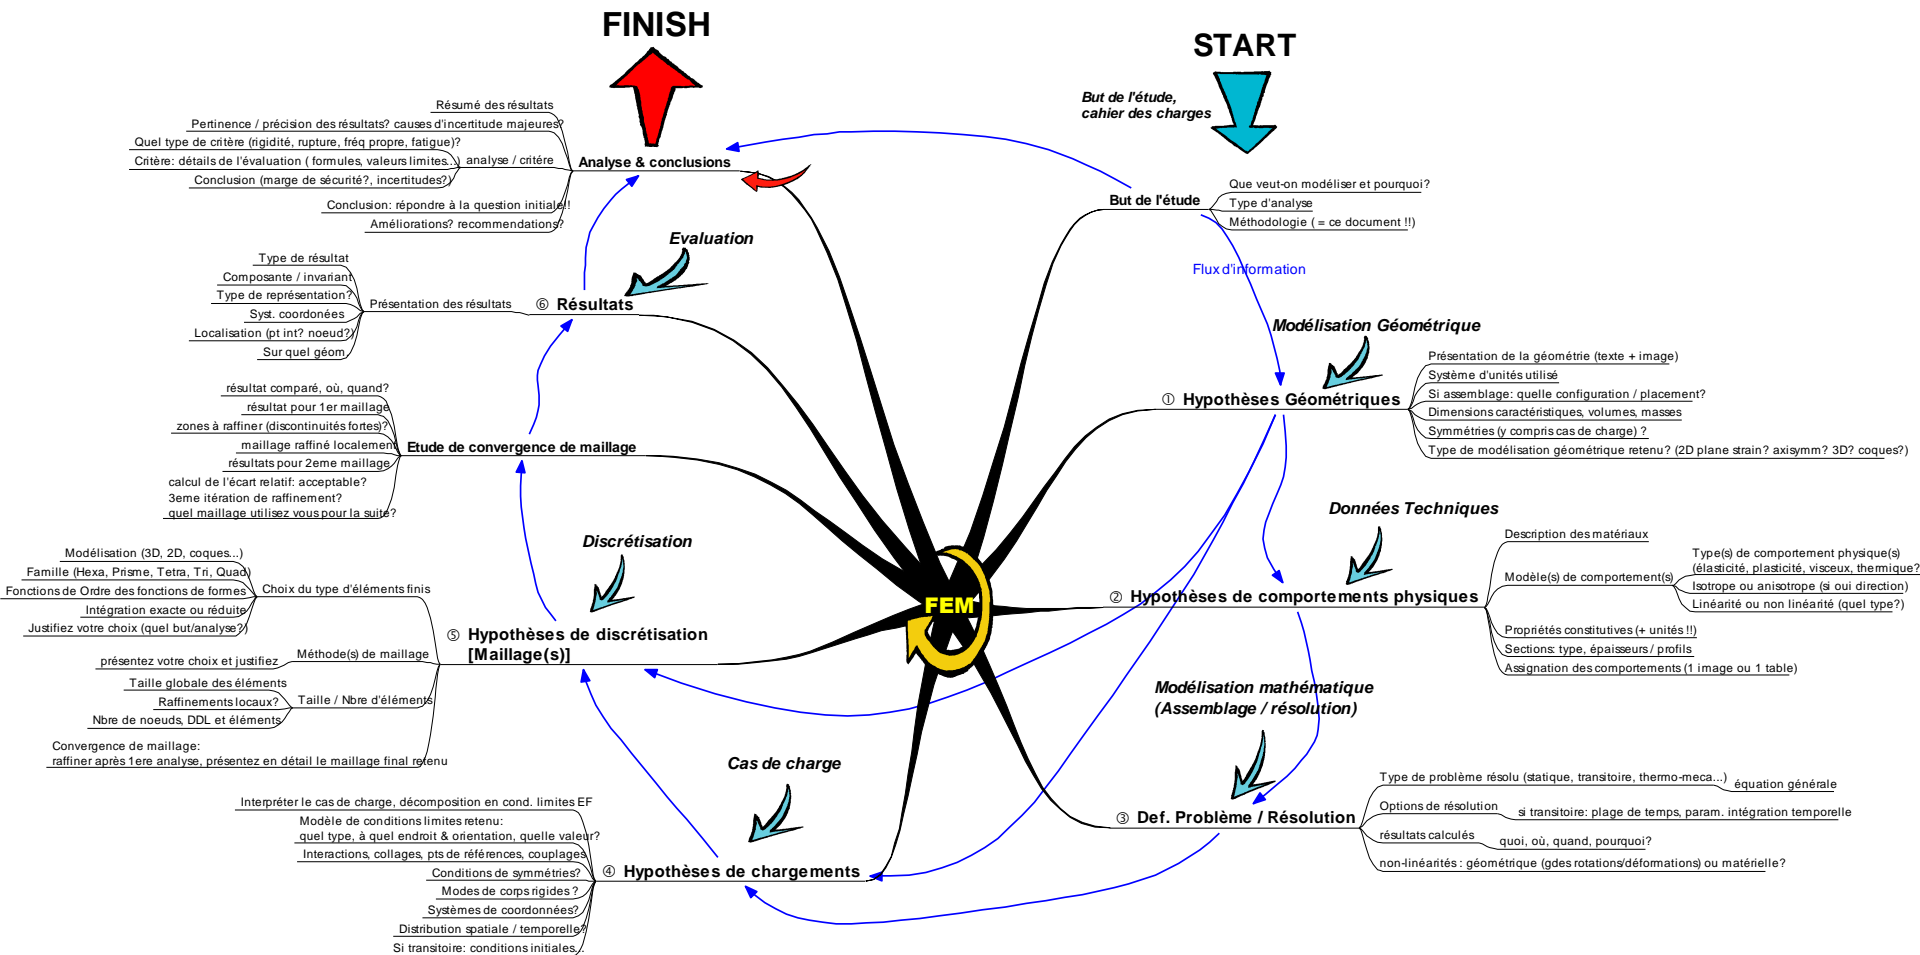 FINISH
START
But de l'étude,
cahier des charges
But de l'étude
Que veut-on modéliser et pourquoi?
Type d'analyse
Méthodologie ( = ce document !!)
Flux d'information
Modélisation Géométrique
① Hypothèses Géométriques
Présentation de la géométrie (texte + image)
Système d'unités utilisé
Si assemblage: quelle configuration / placement?
Dimensions caractéristiques, volumes, masses
Symmétries (y compris cas de charge) ?
Type de modélisation géométrique retenu? (2D plane strain? axisymm? 3D? coques?)
Données Techniques
② Hypothèses de comportements physiques
Description des matériaux
Modèle(s) de comportement(s)
Type(s) de comportement physique(s)
(élasticité, plasticité, visceux, thermique?
Isotrope ou anisotrope (si oui direction)
Linéarité ou non linéarité (quel type?)
Propriétés constitutives (+ unités !!)
Sections: type, épaisseurs / profils
Assignation des comportements (1 image ou 1 table)
Modélisation mathématique
(Assemblage / résolution)
③ Def. Problème / Résolution
Type de problème résolu (statique, transitoire, thermo-meca...)
équation générale
Options de résolution
si transitoire: plage de temps, param. intégration temporelle
résultats calculés
quoi, où, quand, pourquoi?
non-linéarités : géométrique (gdes rotations/déformations) ou matérielle?
FEM
Cas de charge
④ Hypothèses de chargements
Interpréter le cas de charge, décomposition en cond. limites EF
Modèle de conditions limites retenu:
quel type, à quel endroit & orientation, quelle valeur?
Interactions, collages, pts de références, couplages
Conditions de symmétries?
Modes de corps rigides ?
Systèmes de coordonnées?
Distribution spatiale / temporelle?
Si transitoire: conditions initiales...
Discrétisation
⑤ Hypothèses de discrétisation
[Maillage(s)]
Choix du type d'éléments finis
Modélisation (3D, 2D, coques...)
Famille (Hexa, Prisme, Tetra, Tri, Quad)
Fonctions de Ordre des fonctions de formes
Intégration exacte ou réduite
Justifiez votre choix (quel but/analyse?)
Méthode(s) de maillage
présentez votre choix et justifiez
Taille / Nbre d'éléments
Taille globale des éléments
Raffinements locaux?
Nbre de noeuds, DDL et éléments
Convergence de maillage:
raffiner après 1ere analyse, présentez en détail le maillage final retenu
Etude de convergence de maillage
résultat comparé, où, quand?
résultat pour 1er maillage
zones à raffiner (discontinuités fortes)?
maillage raffiné localement
résultats pour 2eme maillage
calcul de l'écart relatif: acceptable?
3eme itération de raffinement?
quel maillage utilisez vous pour la suite?
Evaluation
⑥ Résultats
Présentation des résultats
Type de résultat
Composante / invariant
Type de représentation?
Syst. coordonées
Localisation (pt int? noeud?)
Sur quel géom.
Analyse & conclusions
Résumé des résultats
Pertinence / précision des résultats? causes d'incertitude majeures?
analyse / critére
Quel type de critère (rigidité, rupture, fréq propre, fatigue)?
Critère: détails de l'évaluation ( formules, valeurs limites...)
Conclusion (marge de sécurité?, incertitudes?)
Conclusion: répondre à la question initiale!!
Améliorations? recommendations?